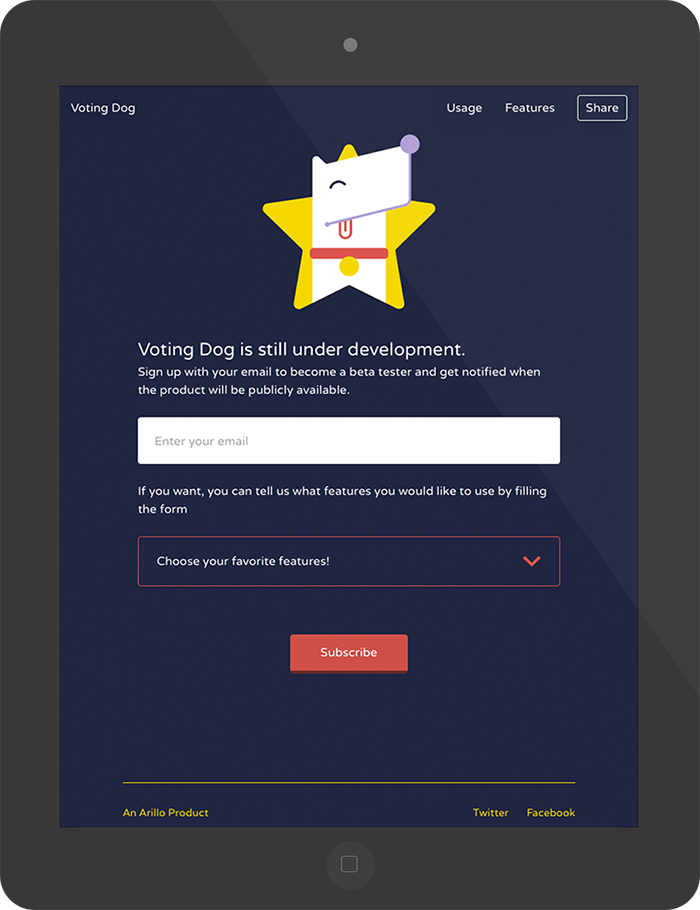 Voting Dog
Usage
Features
Share
Voting Dog is still under development.
Sign up with your email to become a beta tester and get notified when
the product will be publicly available.
Enter your email
If you want, you can tell us what features you would like to use by filling
the form
Choose your favorite features!
Subscribe
An Arillo Product
Twitter
Facebook